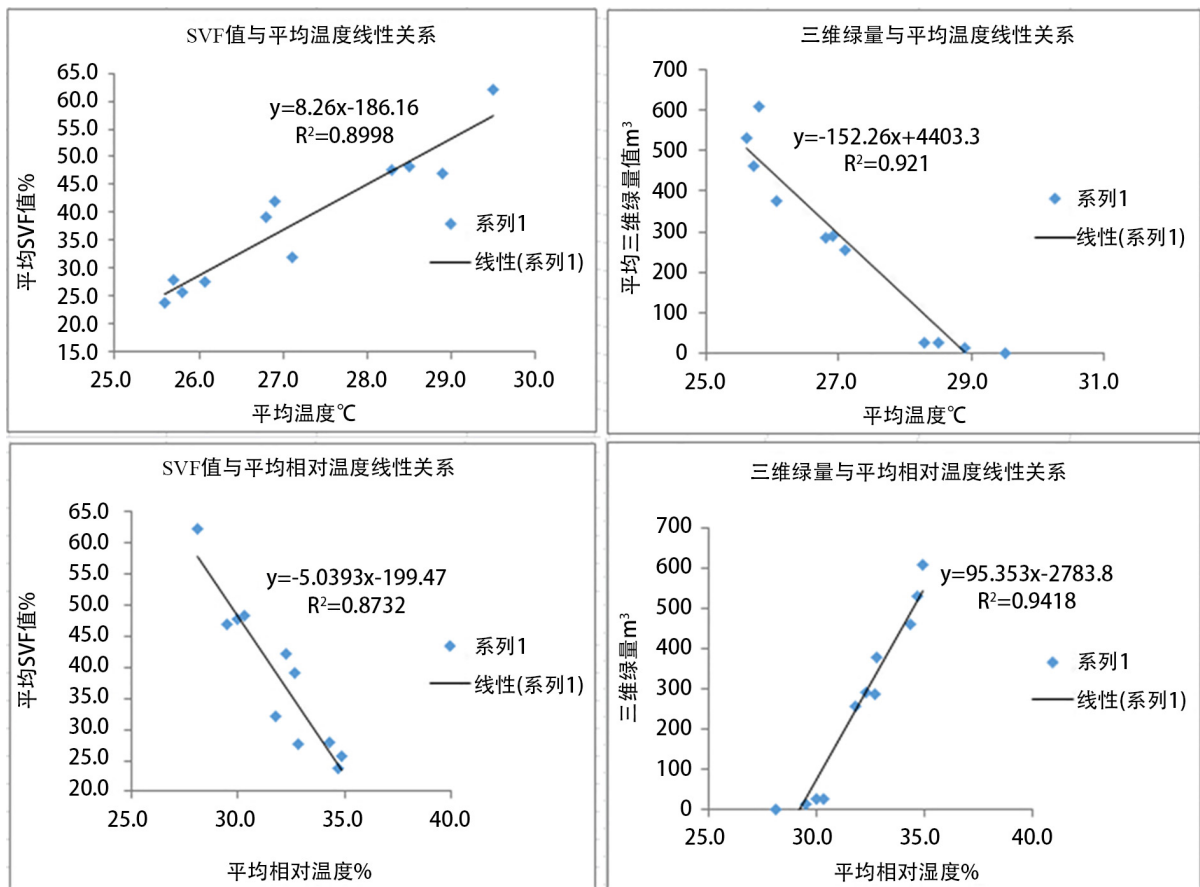 SVF值与平均温度线性关系
65.0
60.0
55.0
50.0
45.0
40.0
35.0
30.0
25.0
20.0
15.0
平均SVF值%
y=8.26x-186.16
R²=0.8998
系列1
线性(系列1)
25.0 26.0 27.0 28.0 29.0 30.0
平均温度℃
三维绿量与平均温度线性关系
700
600
500
400
300
200
100
0
平均三维绿量值m³
y=-152.26x+4403.3
R²=0.921
系列1
线性(系列1)
25.0 27.0 29.0 31.0
平均温度℃
SVF值与平均相对温度线性关系
65.0
60.0
55.0
50.0
45.0
40.0
35.0
30.0
25.0
20.0
平均SVF值%
y=-5.0393x-199.47
R²=0.8732
系列1
线性(系列1)
25.0 30.0 35.0 40.0
平均相对温度%
三维绿量与平均相对温度线性关系
700
600
500
400
300
200
100
0
三维绿量m³
y=95.353x-2783.8
R²=0.9418
系列1
线性(系列1)
25.0 30.0 35.0 40.0
平均相对湿度%